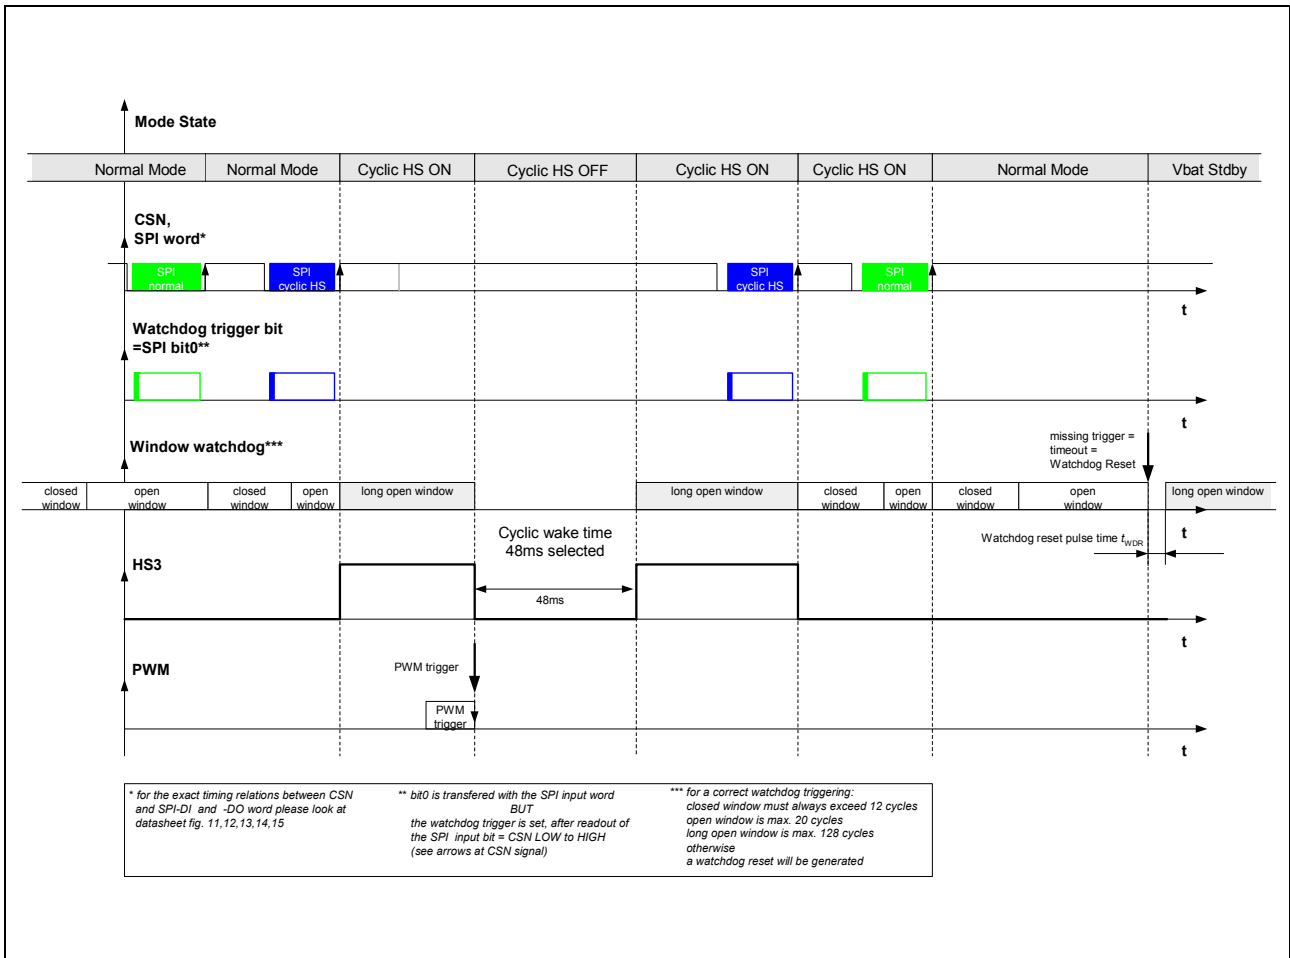 Mode State
Normal Mode
Normal Mode
Cyclic HS ON
Cyclic HS OFF
Cyclic HS ON
Cyclic HS ON
Normal Mode
Vbat Stdby
CSN,
SPI word*
SPI
normal
SPI
cyclic HS
SPI
cyclic HS
SPI
normal
t
Watchdog trigger bit
=SPI bit0**
t
Window watchdog***
missing trigger =
timeout =
Watchdog Reset
closed
window
open
window
closed
window
open
window
long open window
long open window
closed
window
open
window
closed
window
open
window
long open window
t
Cyclic wake time
48ms selected
Watchdog reset pulse time tWDR
HS3
48ms
t
PWM
PWM trigger
PWM
trigger
t
* for the exact timing relations between CSN
and SPI-DI and -DO word please look at
datasheet fig. 11,12,13,14,15
** bit0 is transfered with the SPI input word
BUT
the watchdog trigger is set, after readout of
the SPI input bit = CSN LOW to HIGH
(see arrows at CSN signal)
*** for a correct watchdog triggering:
closed window must always exceed 12 cycles
open window is max. 20 cycles
long open window is max. 128 cycles
otherwise
a watchdog reset will be generated